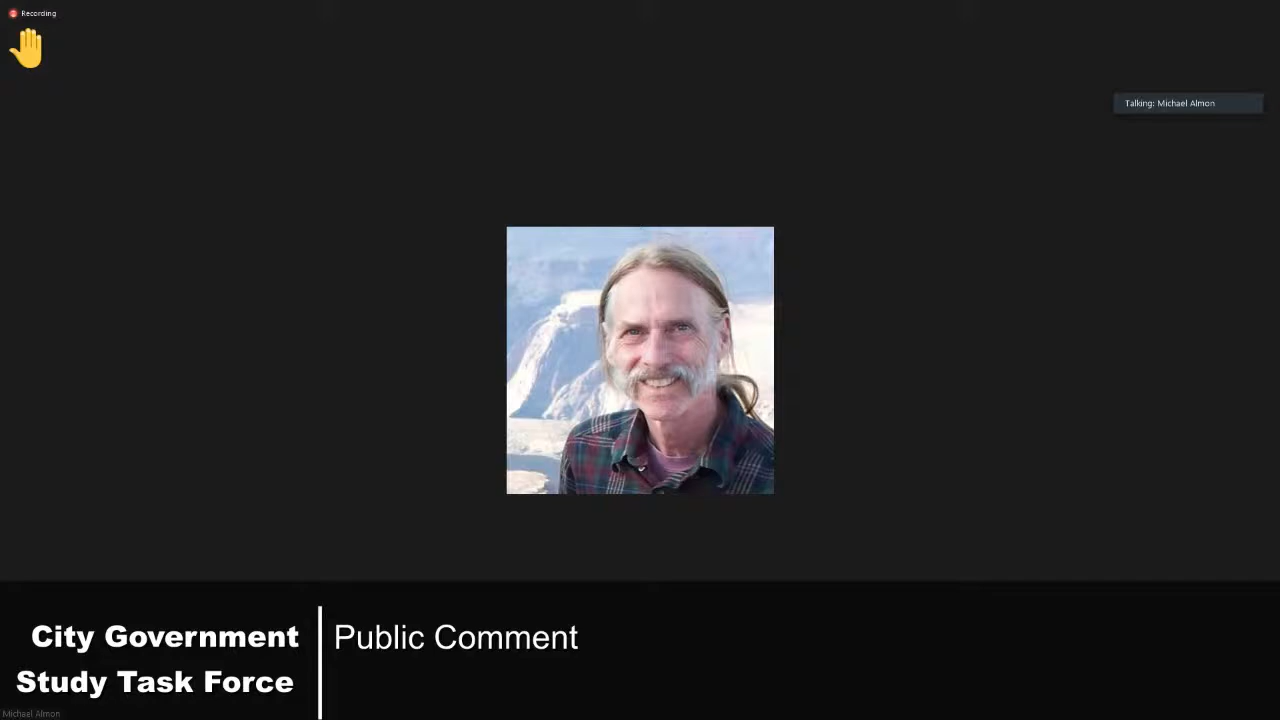 Recording
Talking: Michael Almon
City Government
Study Task Force
Public Comment
Michael Almon